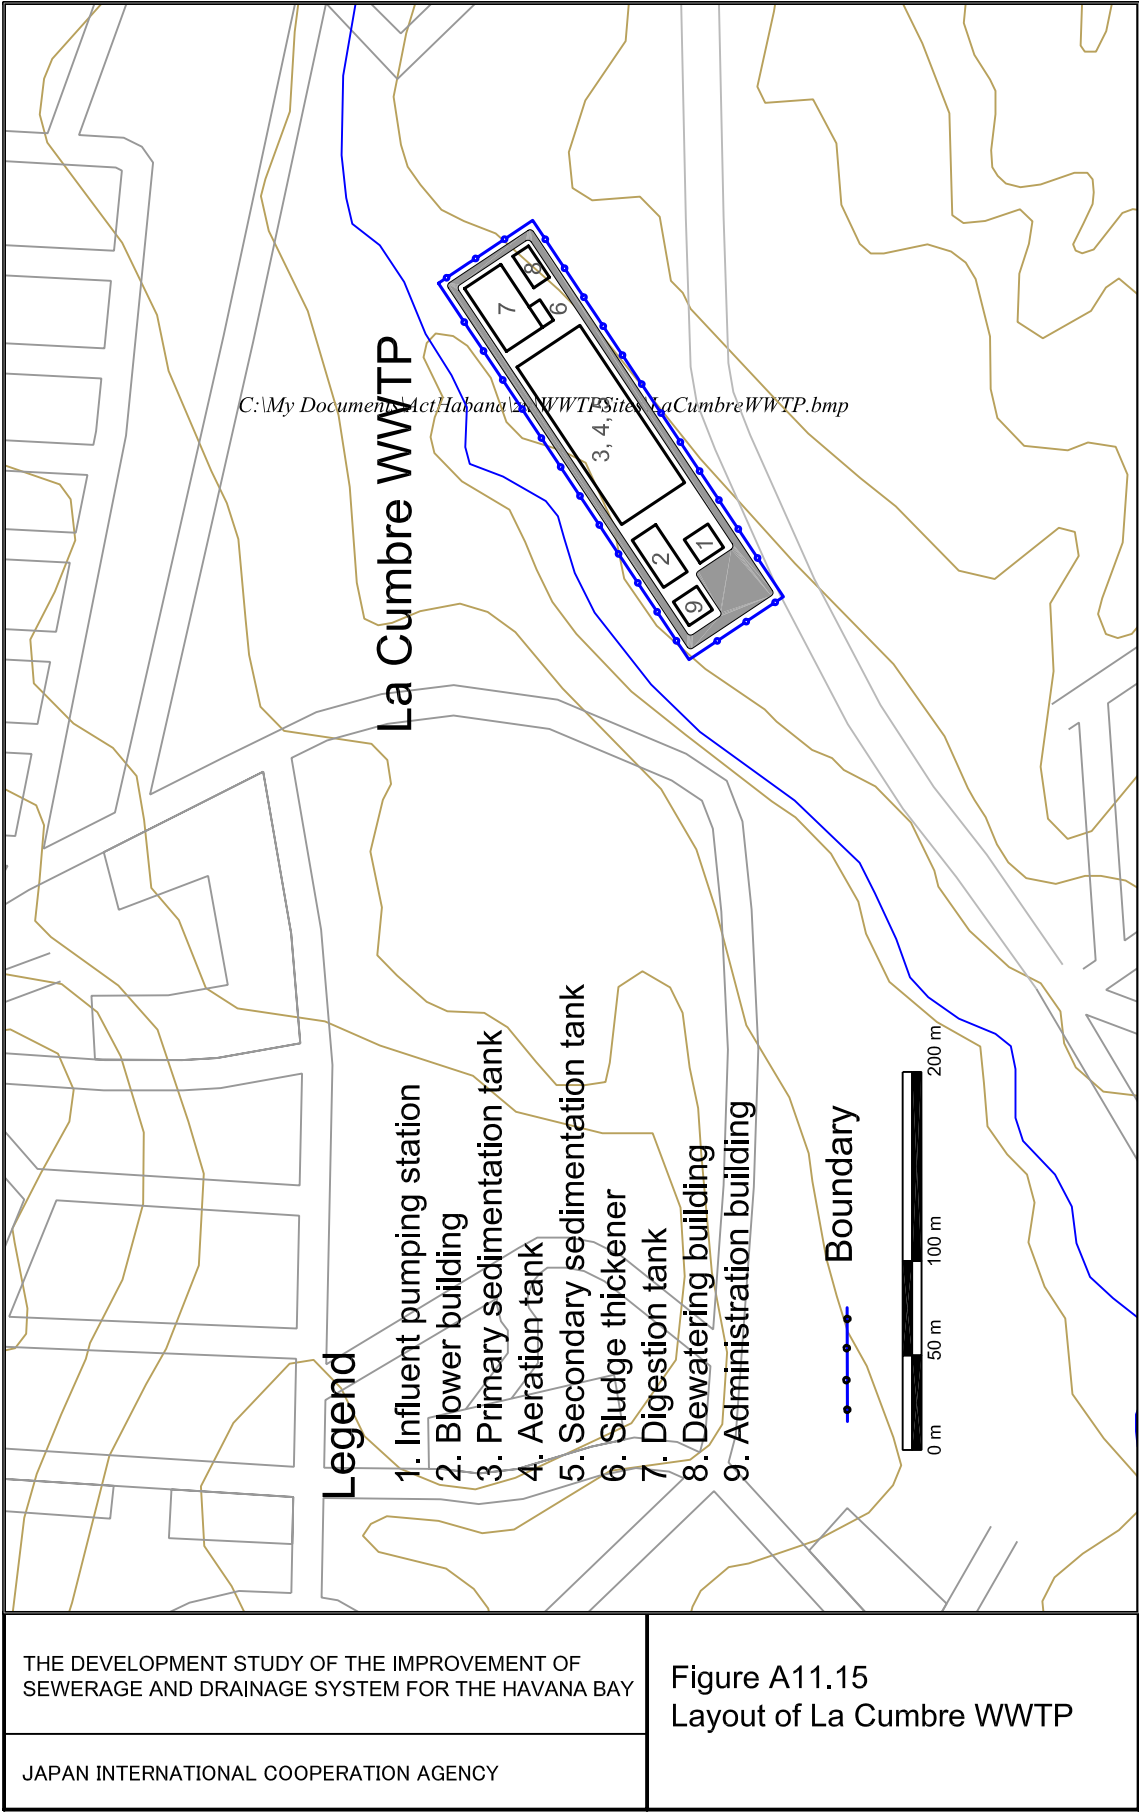 La Cumbre WWTP
C:\My Documents\ActHabana\ WWTPSites\LaCumbreWWTP.bmp
8
7
6
3, 4, 5
2
1
9
Legend
1. Influent pumping station
2. Blower building
3. Primary sedimentation tank
4. Aeration tank
5. Secondary sedimentation tank
6. Sludge thickener
7. Digestion tank
8. Dewatering building
9. Administration building
Boundary
0 m 50 m 100 m 200 m
THE DEVELOPMENT STUDY OF THE IMPROVEMENT OF
SEWERAGE AND DRAINAGE SYSTEM FOR THE HAVANA BAY
JAPAN INTERNATIONAL COOPERATION AGENCY
Figure A11.15
Layout of La Cumbre WWTP